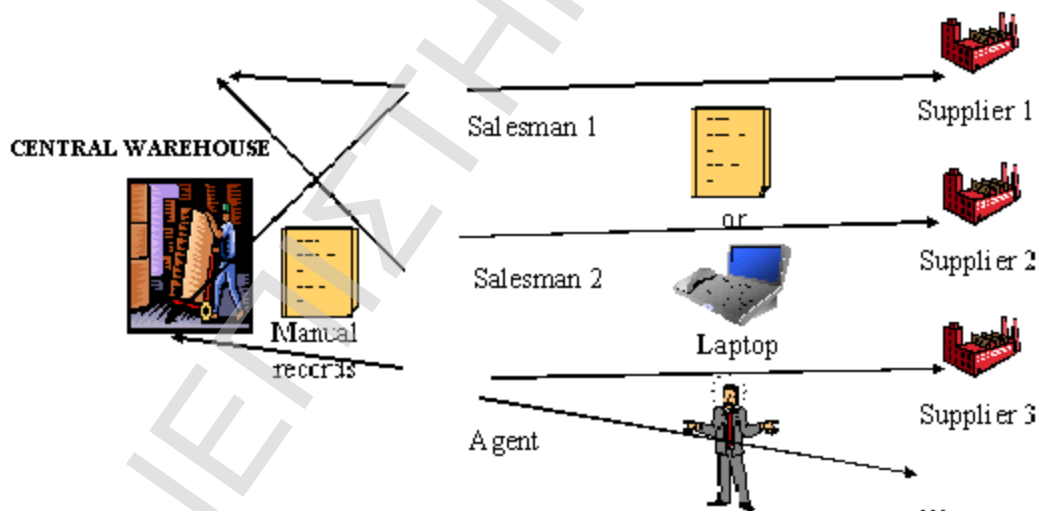 Supplier 1
Salesman 1
CENTRAL WAREHOUSE
or
Supplier 2
Salesman 2
Manual
records
Laptop
Supplier 3
Agent